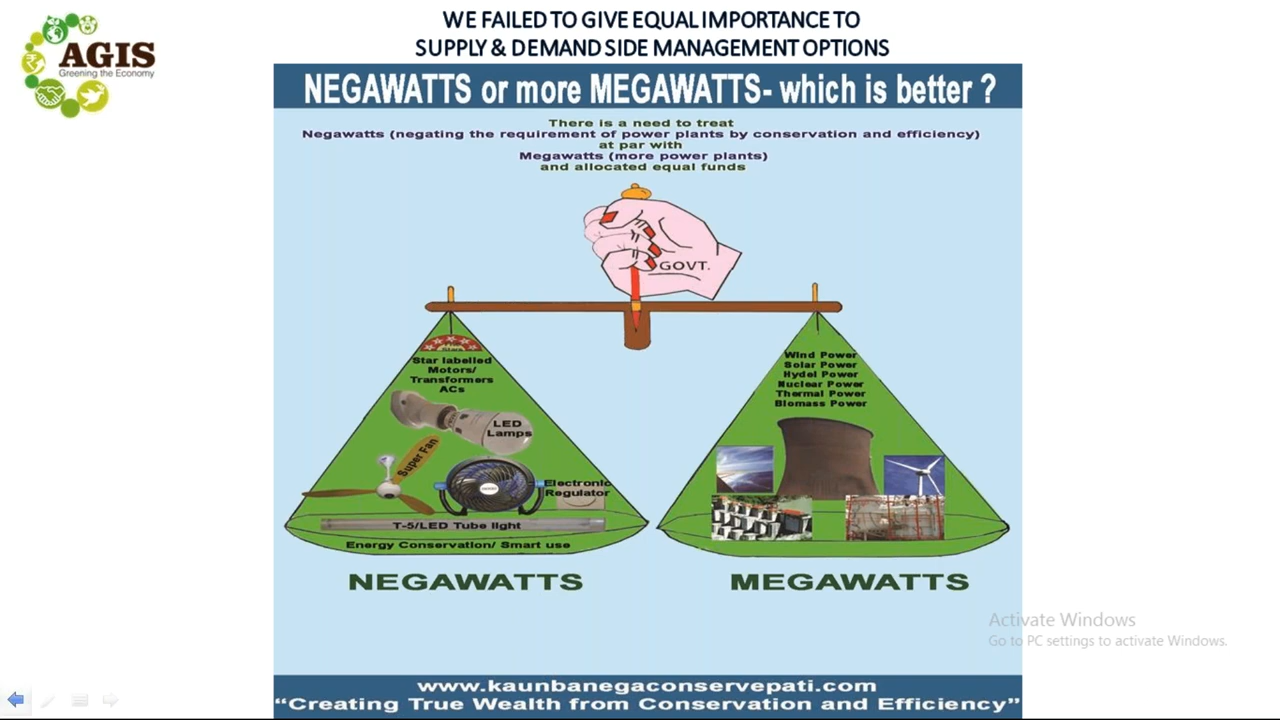 WE FAILED TO GIVE EQUAL IMPORTANCE TO
SUPPLY & DEMAND SIDE MANAGEMENT OPTIONS
AGIS
Greening the Economy
NEGAWATTS or more MEGAWATTS- which is better ?
There is a need to treat
Negawatts (negating the requirement of power plants by conservation and efficiency)
at par with
Megawatts (more power plants)
and allocated equal funds
GOVT.
Star labelled
Motors/
Transformers
ACs
LED
Lamps
Super Fan
Electronic
Regulator
T-5/LED Tube light
Energy Conservation/ Smart use
Wind Power
Solar Power
Hydel Power
Nuclear Power
Thermal Power
Biomass Power
NEGAWATTS
MEGAWATTS
Activate Windows
Go to PC settings to activate Windows.
www.kaunbanegaconservepati.com
“Creating True Wealth from Conservation and Efficiency”